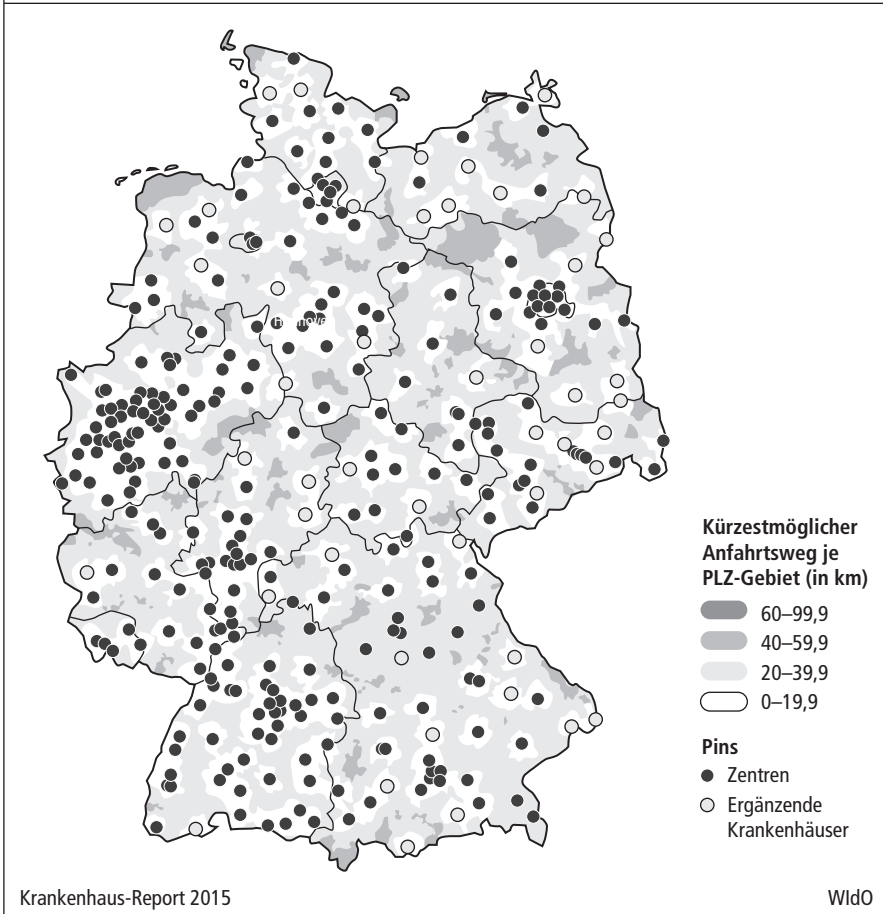 Hannover
Kürzestmöglicher
Anfahrtsweg je
PLZ-Gebiet (in km)
60–99,9
40–59,9
20–39,9
0–19,9
Pins
Zentren
Ergänzende
Krankenhäuser
Krankenhaus-Report 2015
WIdO